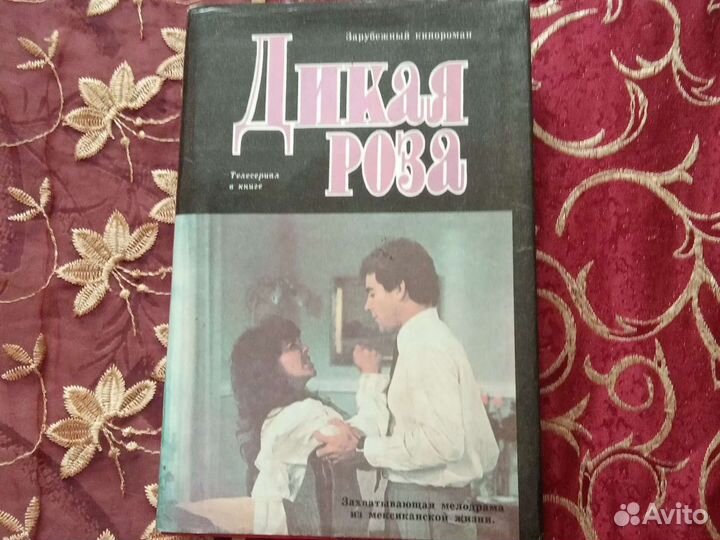 Зарубежный кинороман
Дикая
роза
Телесериал
в книге
Захватывающая мелодрама
из мексиканской жизни.
Avito